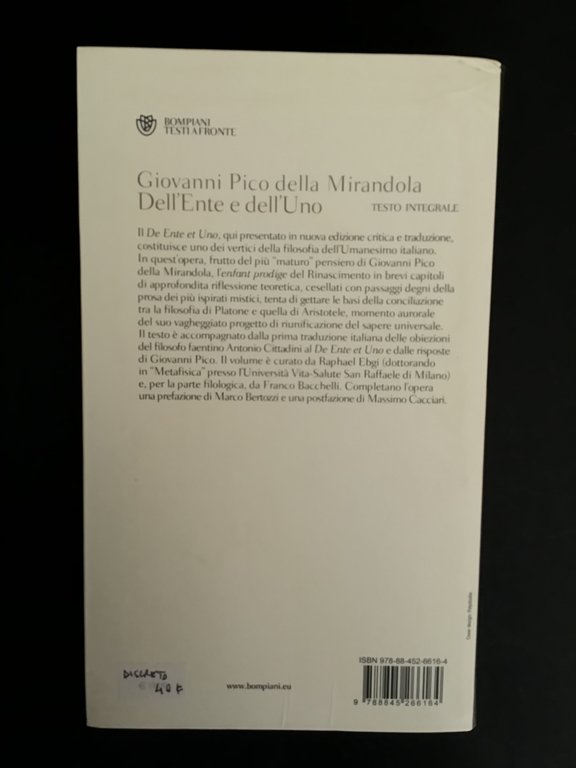 BOMPIANI
TESTI A FRONTE
Giovanni Pico della Mirandola
Dell'Ente e dell'Uno TESTO INTEGRALE
Il De Ente et Uno, qui presentato in nuova edizione critica e traduzione,
costituisce uno dei vertici della filosofia dell'Umanesimo italiano.
In quest'opera, frutto del più "maturo" pensiero di Giovanni Pico
della Mirandola, l'enfant prodige del Rinascimento in brevi capitoli
di approfondita riflessione teoretica, cesellati con passaggi degni della
prosa dei più ispirati mistici, tenta di gettare le basi della conciliazione
tra la filosofia di Platone e quella di Aristotele, momento aurorale
del suo vagheggiato progetto di riunificazione del sapere universale.
Il testo è accompagnato dalla prima traduzione italiana delle obiezioni
del filosofo faentino Antonio Cittadini al De Ente et Uno e dalle risposte
di Giovanni Pico. Il volume è curato da Raphael Ebgi (dottorando
in "Metafisica" presso l'Università Vita-Salute San Raffaele di Milano)
e, per la parte filologica, da Franco Bacchelli. Completano l'opera
una prefazione di Marco Bertozzi e una postfazione di Massimo Cacciari.
Cover design: Polystudio
ISBN 978-88-452-6616-4
9 788845 266164
www.bompiani.eu
DISCRETO
40 €